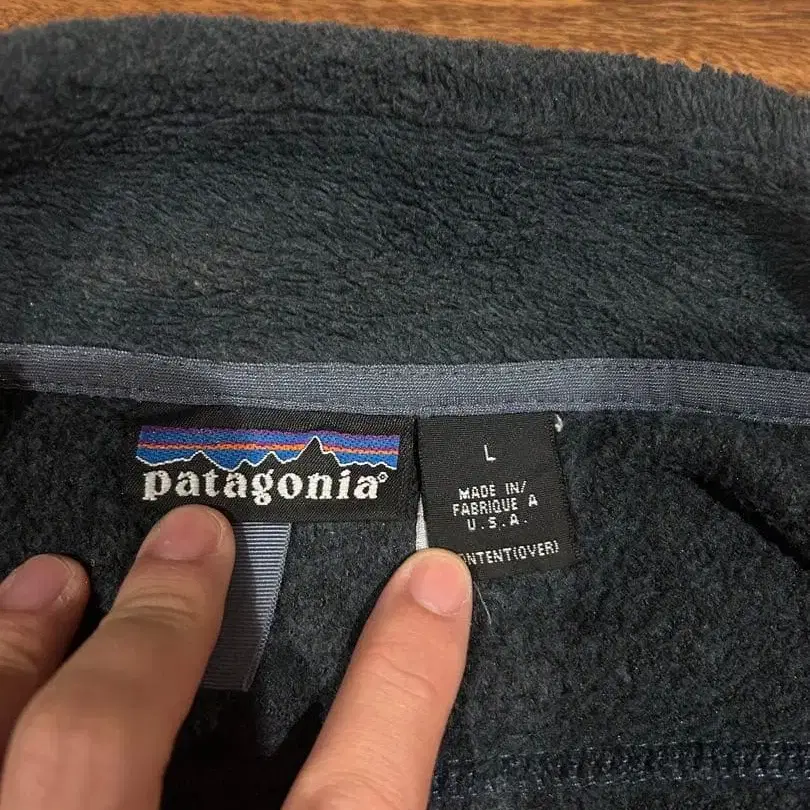 patagonia®
L
MADE IN/
FABRIQUE A
U.S.A.
ONTENT(OVER)